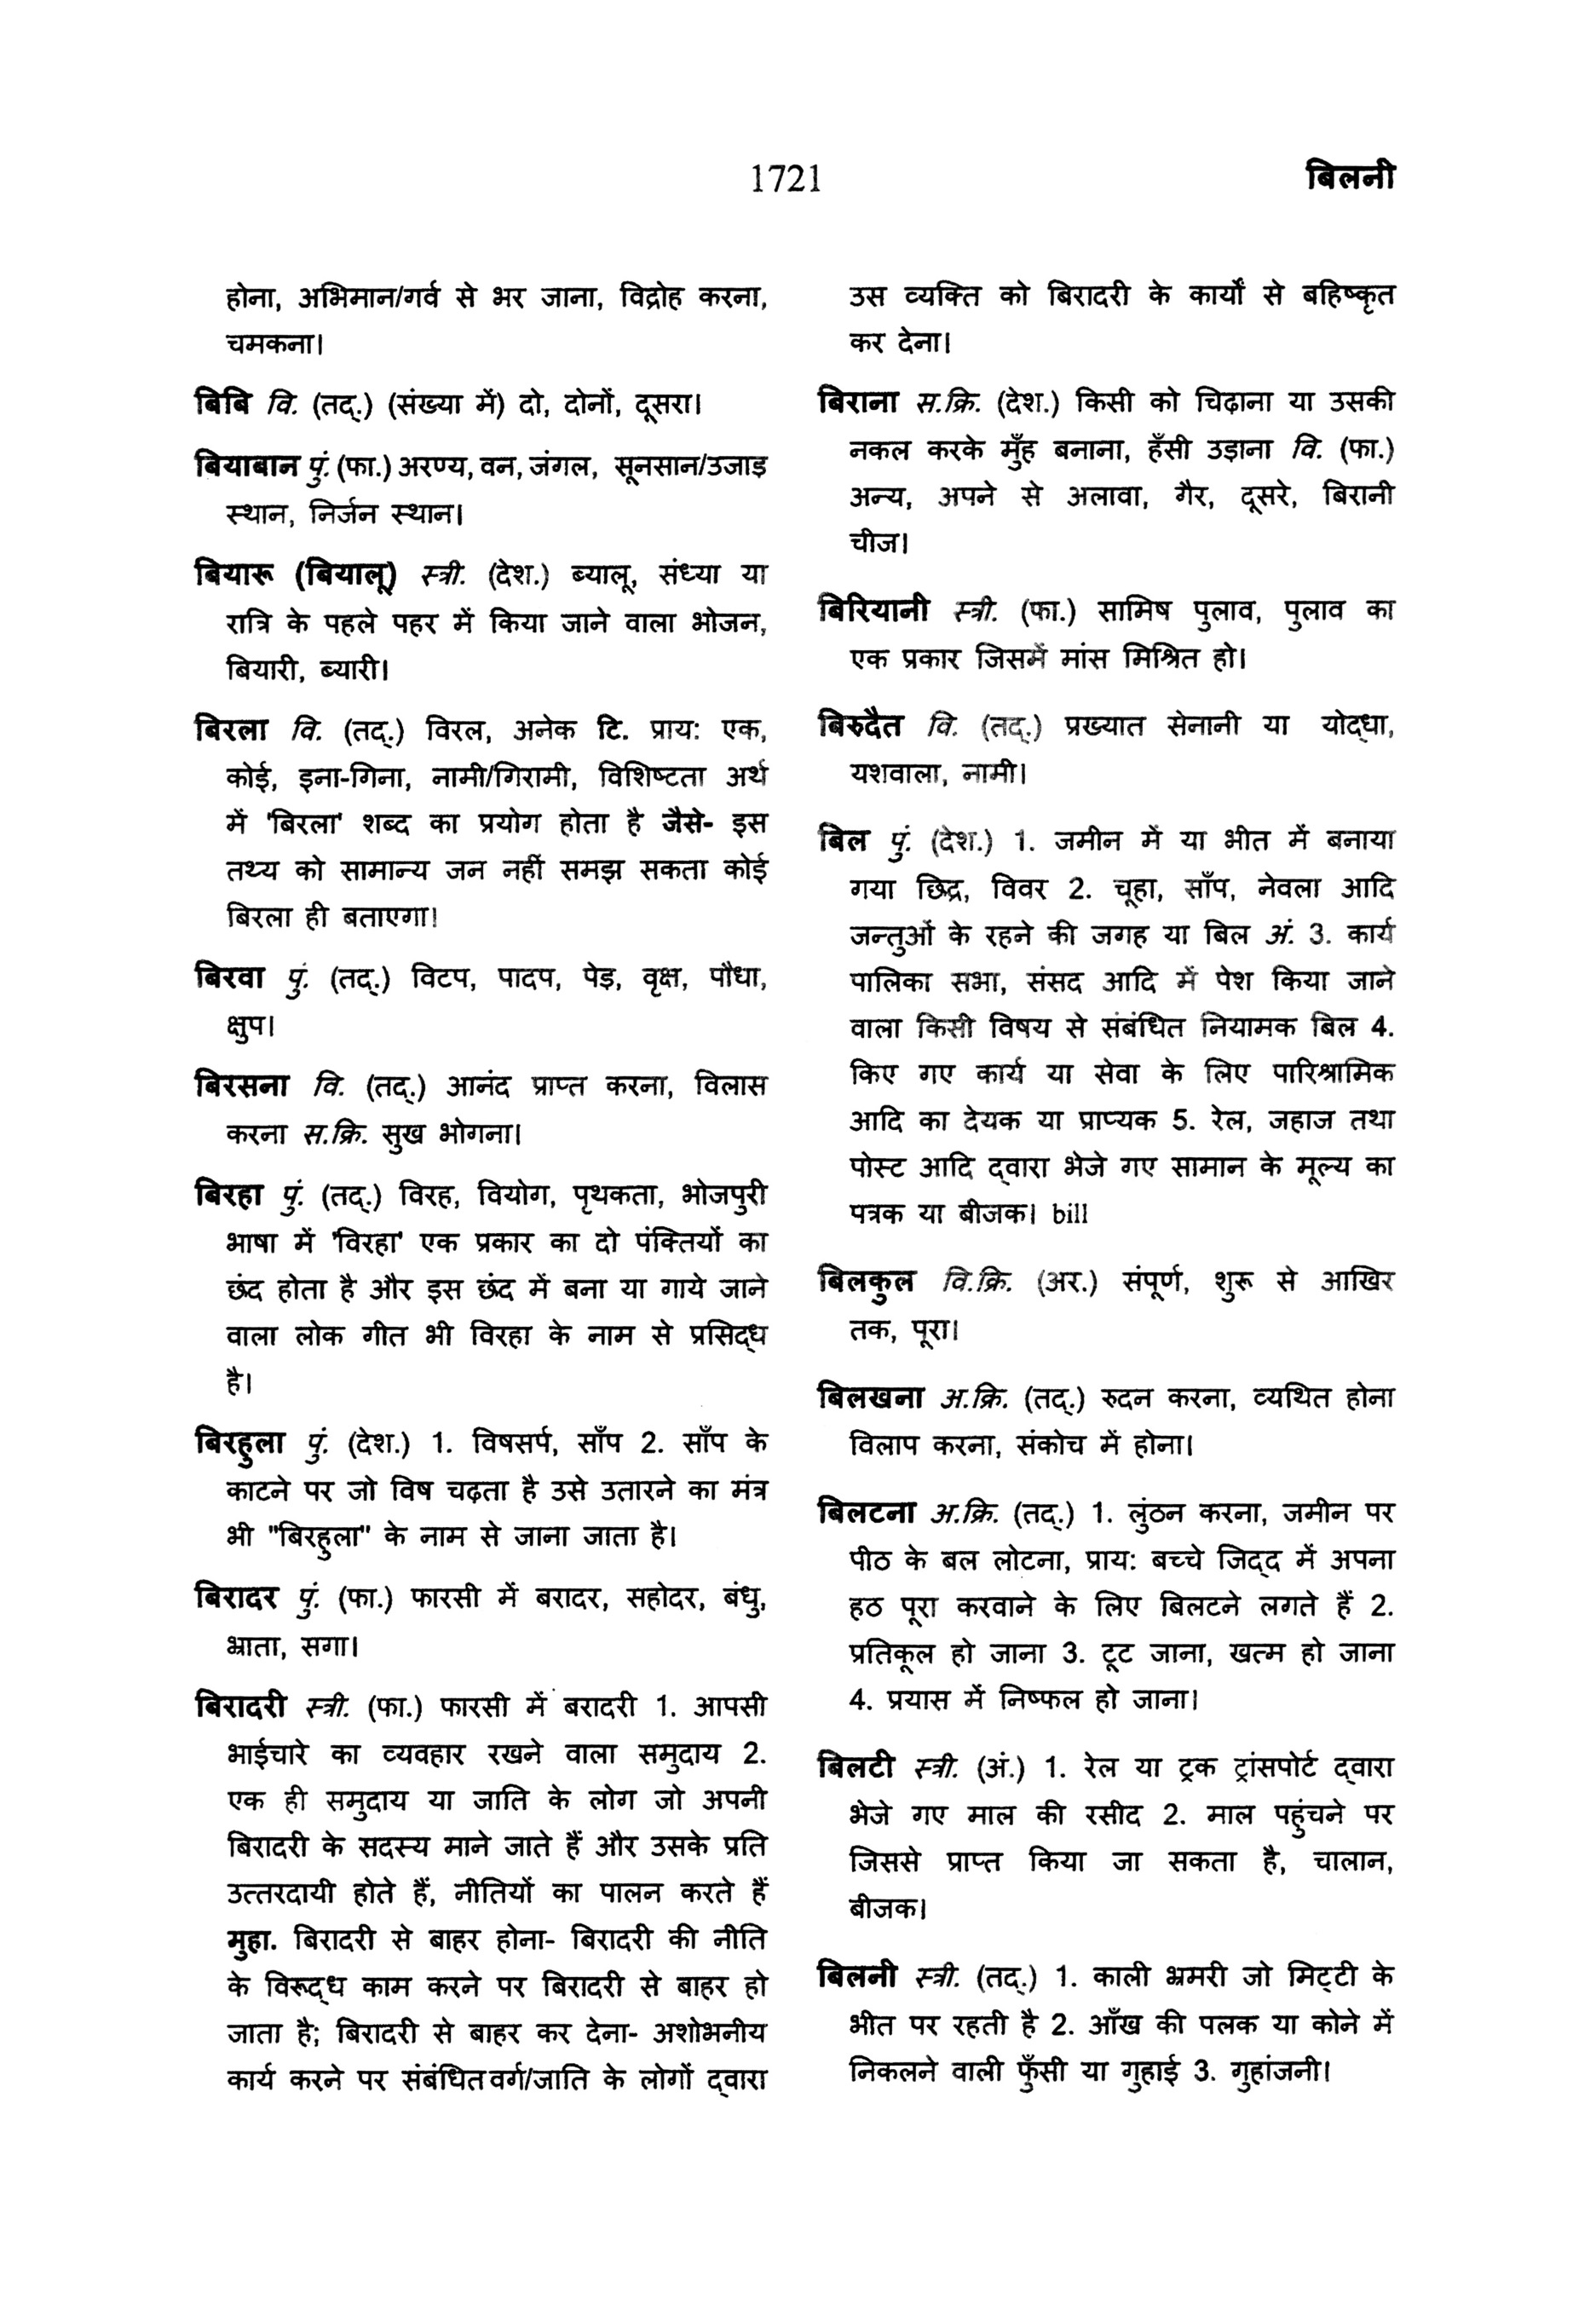 1721
बिलनी
होना, अभिमान/गर्व से भर जाना, विद्रोह करना,
चमकना।
बिबि वि. (तद्.) (संख्या में) दो, दोनों, दूसरा।
बियाबान पुं. (फा.) अरण्य, वन, जंगल, सूनसान/उजाड़
स्थान, निर्जन स्थान।
बियारू (बियालू) स्त्री. (देश.) ब्यालू, संध्या या
रात्रि के पहले पहर में किया जाने वाला भोजन,
बियारी, ब्यारी।
बिरला वि. (तद्.) विरल, अनेक टि. प्राय: एक,
कोई, इना-गिना, नामी/गिरामी, विशिष्टता अर्थ
में 'बिरला' शब्द का प्रयोग होता है जैसे- इस
तथ्य को सामान्य जन नहीं समझ सकता कोई
बिरला ही बताएगा।
बिरवा पुं. (तद्.) विटप, पादप, पेड़, वृक्ष, पौधा,
क्षुप।
बिरसना वि. (तद्.) आनंद प्राप्त करना, विलास
करना स.क्रि. सुख भोगना।
बिरहा पुं. (तद्.) विरह, वियोग, पृथकता, भोजपुरी
भाषा में 'विरहा' एक प्रकार का दो पंक्तियों का
छंद होता है और इस छंद में बना या गाये जाने
वाला लोक गीत भी विरहा के नाम से प्रसिद्ध
है।
बिरहुला पुं. (देश.) 1. विषसर्प, साँप 2. साँप के
काटने पर जो विष चढ़ता है उसे उतारने का मंत्र
भी "बिरहुला" के नाम से जाना जाता है।
बिरादर पुं. (फा.) फारसी में बरादर, सहोदर, बंधु,
भ्राता, सगा।
बिरादरी स्त्री. (फा.) फारसी में बरादरी 1. आपसी
भाईचारे का व्यवहार रखने वाला समुदाय 2.
एक ही समुदाय या जाति के लोग जो अपनी
बिरादरी के सदस्य माने जाते हैं और उसके प्रति
उत्तरदायी होते हैं, नीतियों का पालन करते हैं
मुहा. बिरादरी से बाहर होना- बिरादरी की नीति
के विरूद्ध काम करने पर बिरादरी से बाहर हो
जाता है; बिरादरी से बाहर कर देना- अशोभनीय
कार्य करने पर संबंधित वर्ग/जाति के लोगों द्वारा
उस व्यक्ति को बिरादरी के कार्यों से बहिष्कृत
कर देना।
बिराना स.क्रि. (देश.) किसी को चिढ़ाना या उसकी
नकल करके मुँह बनाना, हँसी उड़ाना वि. (फा.)
अन्य, अपने से अलावा, गैर, दूसरे, बिरानी
चीज।
बिरियानी स्त्री. (फा.) सामिष पुलाव, पुलाव का
एक प्रकार जिसमें मांस मिश्रित हो।
बिरुदैत वि. (तद्.) प्रख्यात सेनानी या योद्धा,
यशवाला, नामी।
बिल पुं. (देश.) 1. जमीन में या भीत में बनाया
गया छिद्र, विवर 2. चूहा, साँप, नेवला आदि
जन्तुओं के रहने की जगह या बिल अं. 3. कार्य
पालिका सभा, संसद आदि में पेश किया जाने
वाला किसी विषय से संबंधित नियामक बिल 4.
किए गए कार्य या सेवा के लिए पारिश्रामिक
आदि का देयक या प्राप्यक 5. रेल, जहाज तथा
पोस्ट आदि द्वारा भेजे गए सामान के मूल्य का
पत्रक या बीजक। bill
बिलकुल वि.क्रि. (अर.) संपूर्ण, शुरू से आखिर
तक, पूरा।
बिलखना अ.क्रि. (तद्.) रुदन करना, व्यथित होना
विलाप करना, संकोच में होना।
बिलटना अ.क्रि. (तद्.) 1. लुंठन करना, जमीन पर
पीठ के बल लोटना, प्राय: बच्चे जिद्द में अपना
हठ पूरा करवाने के लिए बिलटने लगते हैं 2.
प्रतिकूल हो जाना 3. टूट जाना, खत्म हो जाना
4. प्रयास में निष्फल हो जाना।
बिलटी स्त्री. (अं.) 1. रेल या ट्रक ट्रांसपोर्ट द्वारा
भेजे गए माल की रसीद 2. माल पहुंचने पर
जिससे प्राप्त किया जा सकता है, चालान,
बीजक।
बिलनी स्त्री. (तद्.) 1. काली भ्रमरी जो मिट्टी के
भीत पर रहती है 2. आँख की पलक या कोने में
निकलने वाली फुँसी या गुहाई 3. गुहांजनी।